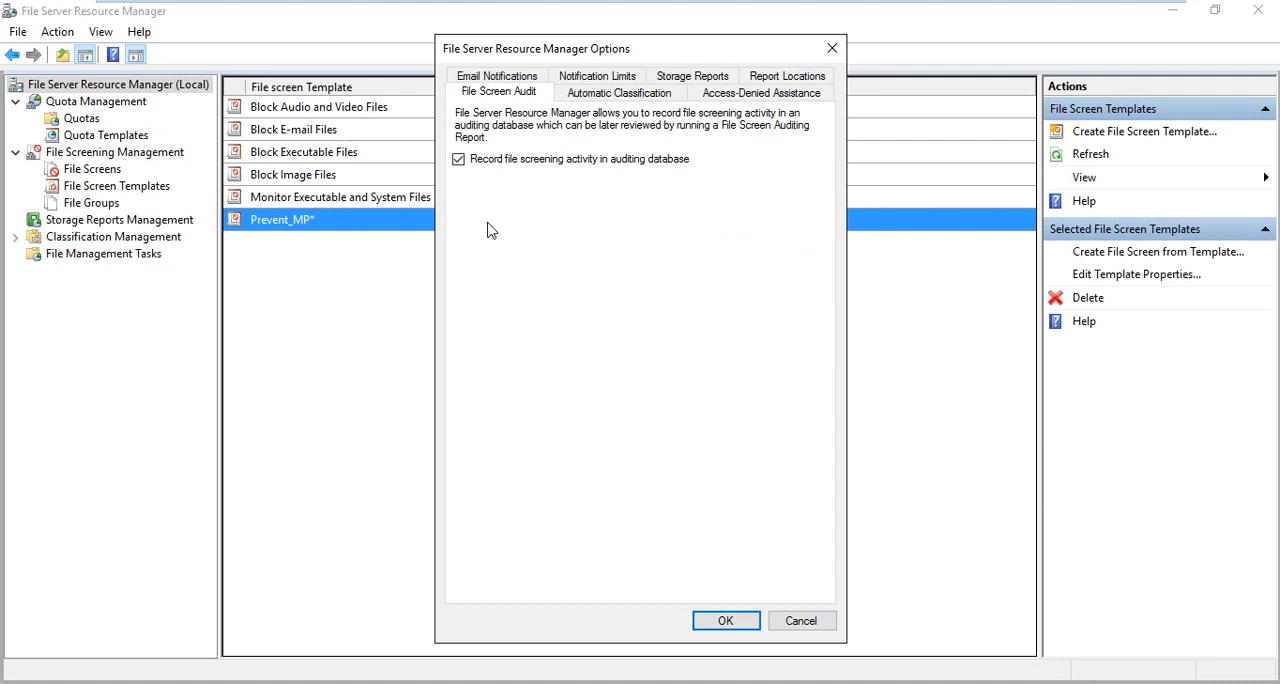 File Server Resource Manager
File Action View Help
File Server Resource Manager (Local)
Quota Management
Quotas
Quota Templates
File Screening Management
File Screens
File Screen Templates
File Groups
Storage Reports Management
Classification Management
File Management Tasks
File screen Template
Block Audio and Video Files
Block E-mail Files
Block Executable Files
Block Image Files
Monitor Executable and System Files
Prevent_MP*
File Server Resource Manager Options
Email Notifications Notification Limits Storage Reports Report Locations
File Screen Audit Automatic Classification Access-Denied Assistance
File Server Resource Manager allows you to record file screening activity in an
auditing database which can be later reviewed by running a File Screen Auditing
Report.
Record file screening activity in auditing database
OK Cancel
Actions
File Screen Templates
Create File Screen Template...
Refresh
View
Help
Selected File Screen Templates
Create File Screen from Template...
Edit Template Properties...
Delete
Help